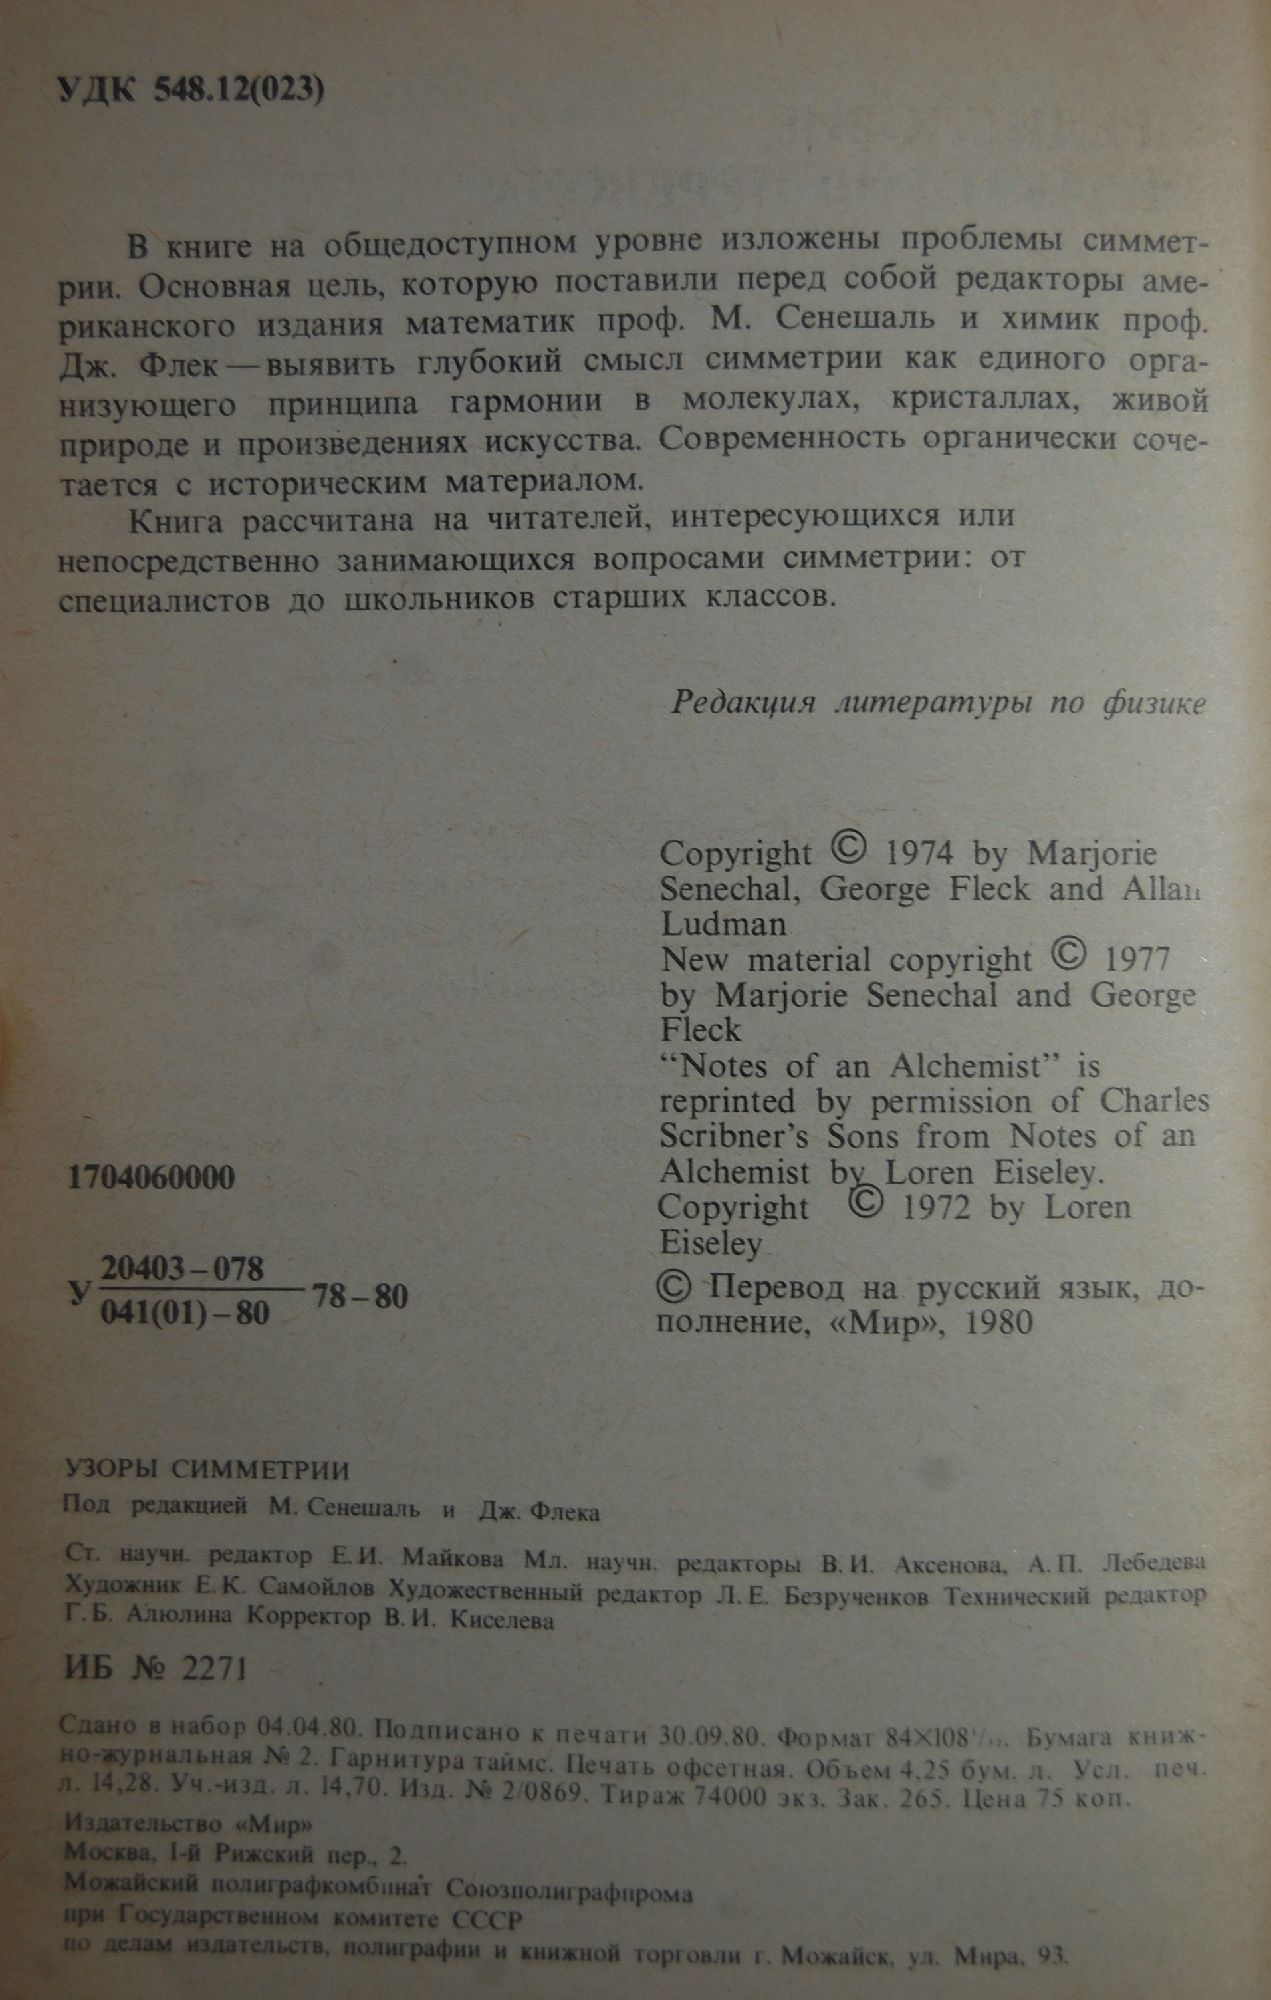 УДК 548.12(023)
В книге на общедоступном уровне изложены проблемы симмет-
рии. Основная цель, которую поставили перед собой редакторы аме-
риканского издания математик проф. М. Сенешаль и химик проф.
Дж. Флек — выявить глубокий смысл симметрии как единого орга-
низующего принципа гармонии в молекулах, кристаллах, живой
природе и произведениях искусства. Современность органически соче-
тается с историческим материалом.
Книга рассчитана на читателей, интересующихся или
непосредственно занимающихся вопросами симметрии: от
специалистов до школьников старших классов.
Редакция литературы по физике
Copyright © 1974 by Marjorie
Senechal, George Fleck and Allan
Ludman
New material copyright © 1977
by Marjorie Senechal and George
Fleck
“Notes of an Alchemist” is
reprinted by permission of Charles
Scribner’s Sons from Notes of an
Alchemist by Loren Eiseley.
Copyright © 1972 by Loren
Eiseley
© Перевод на русский язык, до-
полнение, «Мир», 1980
1704060000
20403–078
У 78–80
041(01)–80
УЗОРЫ СИММЕТРИИ
Под редакцией М. Сенешаль и Дж. Флека
Ст. научн. редактор Е. И. Майкова Мл. научн. редакторы В. И. Аксенова, А. П. Лебедева
Художник Е. К. Самойлов Художественный редактор Л. Е. Безрученков Технический редактор
Г. Б. Алюлина Корректор В. И. Киселева
ИБ № 2271
Сдано в набор 04.04.80. Подписано к печати 30.09.80. Формат 84×108 Бумага книж-
но-журнальная № 2. Гарнитура таймс. Печать офсетная. Объем 4,25 бум. л. Усл. печ.
л. 14,28. Уч.-изд. л. 14,70. Изд. № 2/0869. Тираж 74000 экз. Зак. 265. Цена 75 коп.
Издательство «Мир»
Москва, 1-й Рижский пер., 2.
Можайский полиграфкомбинат Союзполиграфпрома
при Государственном комитете СССР
по делам издательств, полиграфии и книжной торговли г. Можайск, ул. Мира, 93.